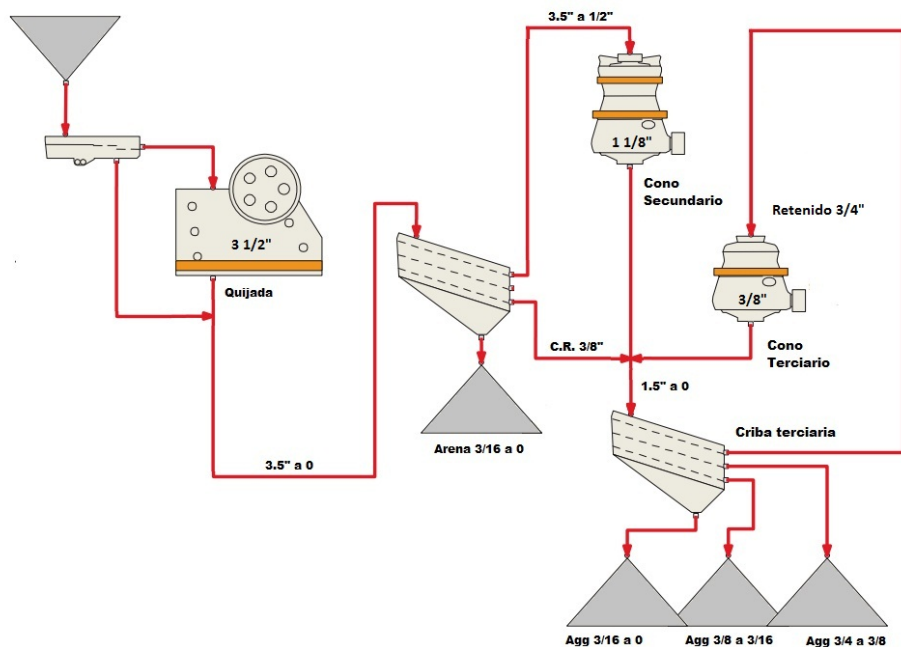 3.5" a 1/2"
1 1/8"
Cono
Secundario
Retenido 3/4"
3 1/2"
Quijada
3/8"
C.R. 3/8"
Cono
Terciario
1.5" a 0
Arena 3/16 a 0
Criba terciaria
3.5" a 0
Agg 3/16 a 0
Agg 3/8 a 3/16
Agg 3/4 a 3/8